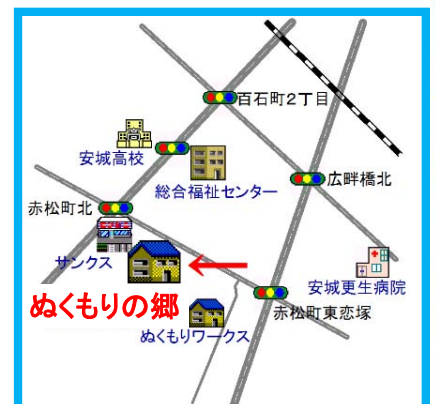 百石町2丁目
安城高校
総合福祉センター
広畔橋北
赤松町北
サンクス
安城更生病院
ぬくもりの郷
赤松町東恋塚
ぬくもりワークス